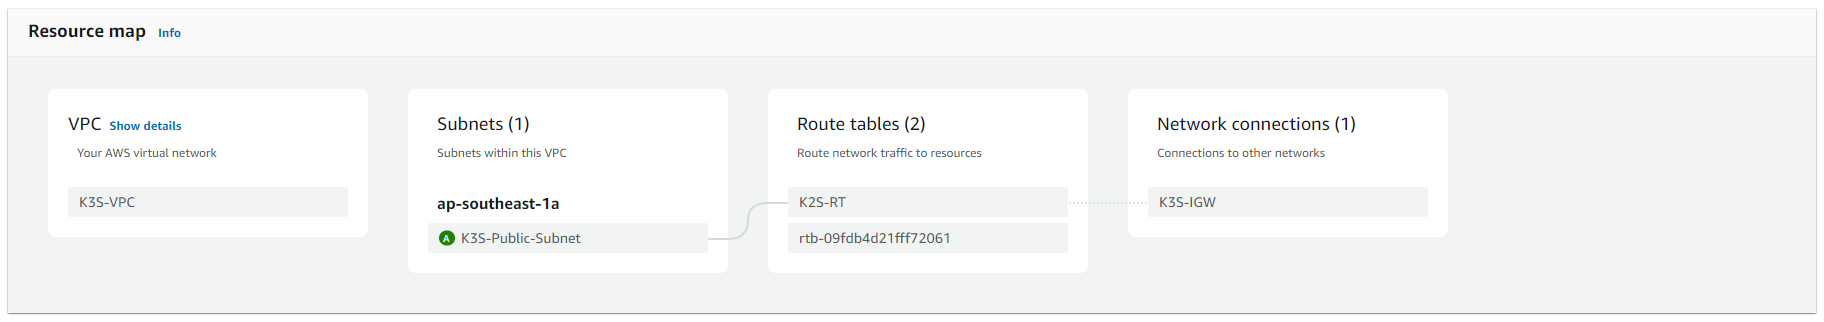 Resource map Info
VPC Show details
Your AWS virtual network
K3S-VPC
Subnets (1)
Subnets within this VPC
ap-southeast-1a
A K3S-Public-Subnet
Route tables (2)
Route network traffic to resources
K2S-RT
rtb-09fdb4d21fff72061
Network connections (1)
Connections to other networks
K3S-IGW